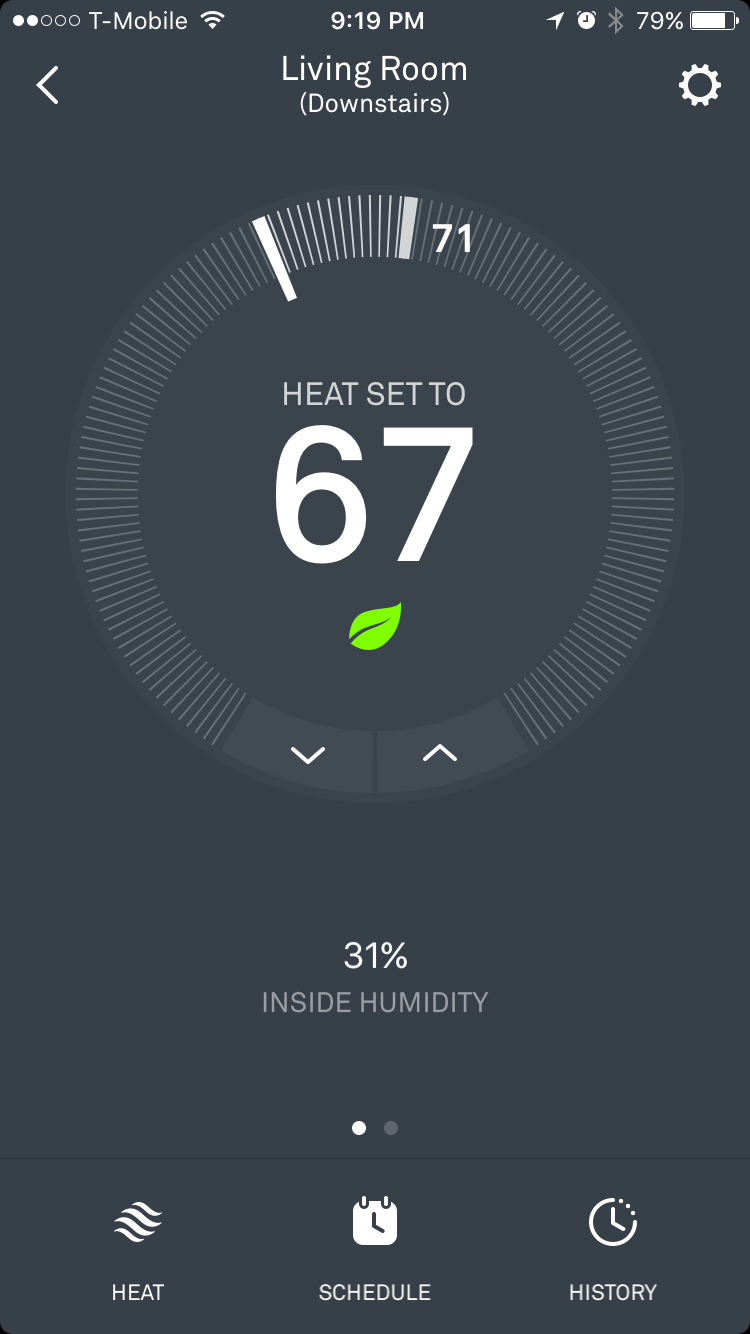 T-Mobile 9:19 PM 79%
Living Room
(Downstairs)
71
HEAT SET TO
67
31%
INSIDE HUMIDITY
HEAT SCHEDULE HISTORY